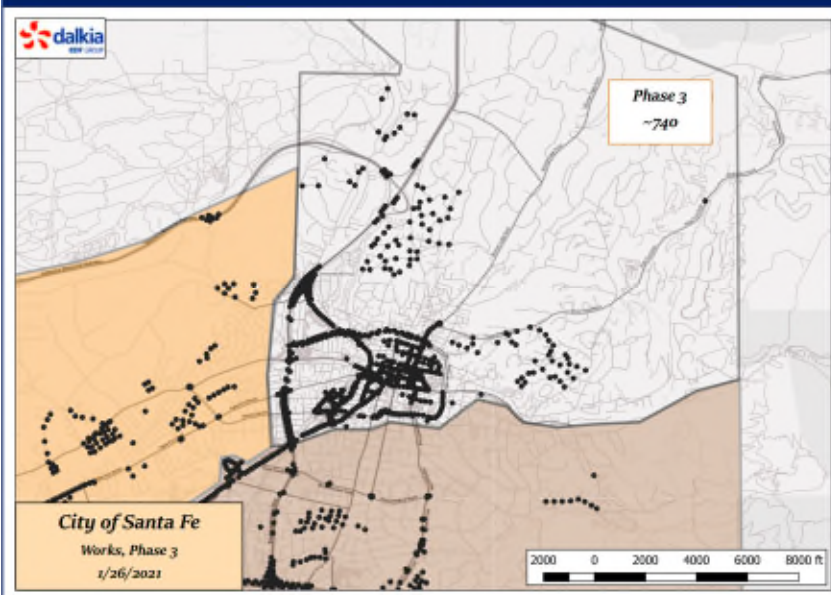 dalkia
EDF GROUP
Phase 3
~740
City of Santa Fe
Works, Phase 3
1/26/2021
2000 0 2000 4000 6000 8000 ft